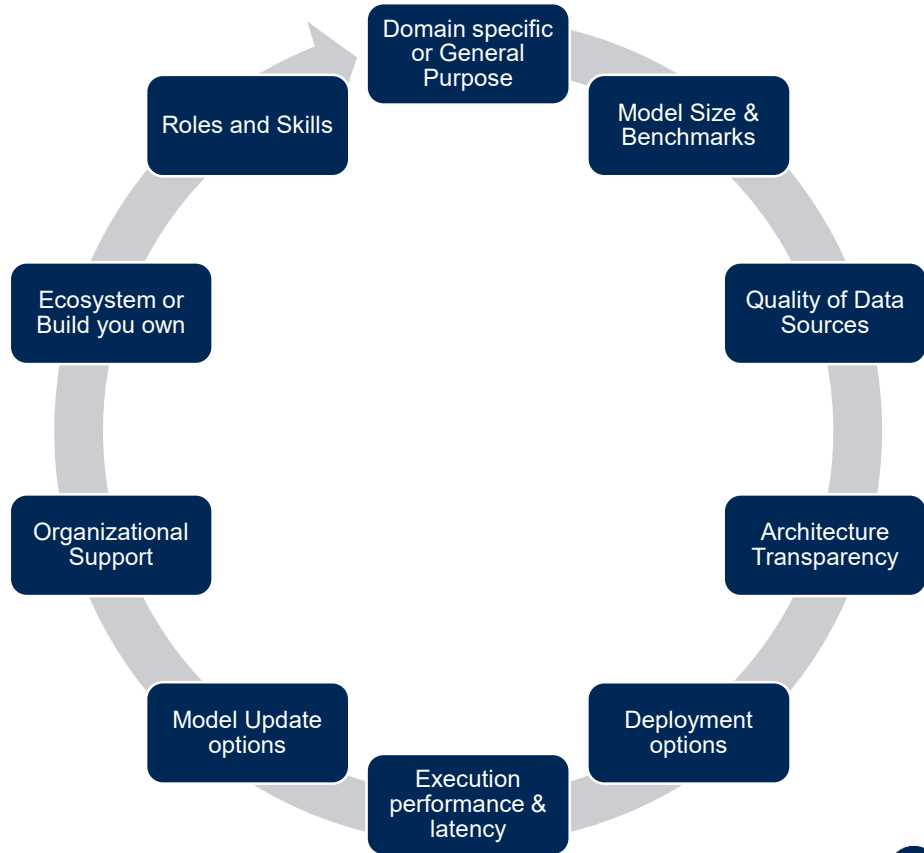 Domain specific
or General
Purpose
Model Size &
Benchmarks
Quality of Data
Sources
Architecture
Transparency
Deployment
options
Execution
performance &
latency
Model Update
options
Organizational
Support
Ecosystem or
Build you own
Roles and Skills